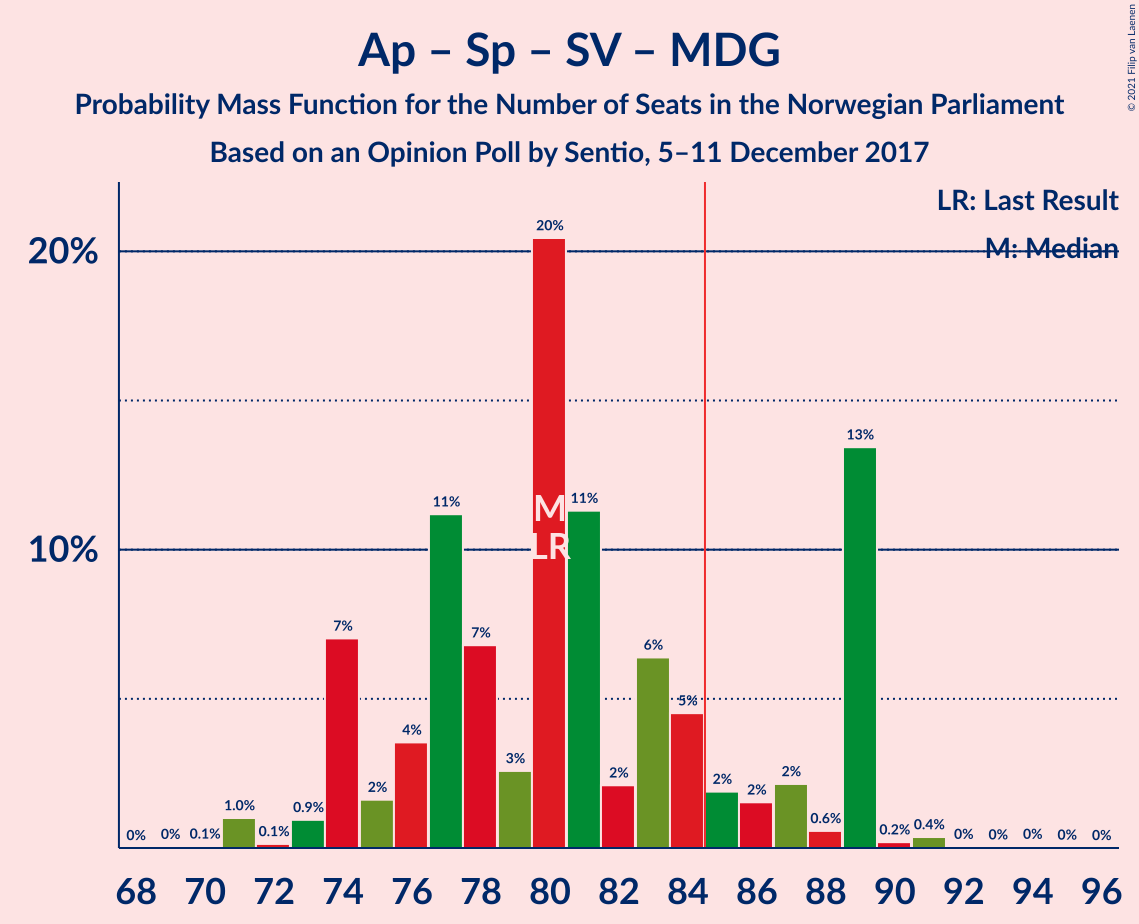 Ap – Sp – SV – MDG
Probability Mass Function for the Number of Seats in the Norwegian Parliament
Based on an Opinion Poll by Sentio, 5–11 December 2017
© 2021 Filip van Laenen
LR: Last Result
M: Median
20%
10%
0% 0% 0.1% 1.0% 0.1% 0.9% 7% 2% 4% 11% 7% 3% 20% 11% 2% 6% 5% 2% 2% 2% 0.6% 13% 0.2% 0.4% 0% 0% 0% 0% 0%
M
LR
68 70 72 74 76 78 80 82 84 86 88 90 92 94 96